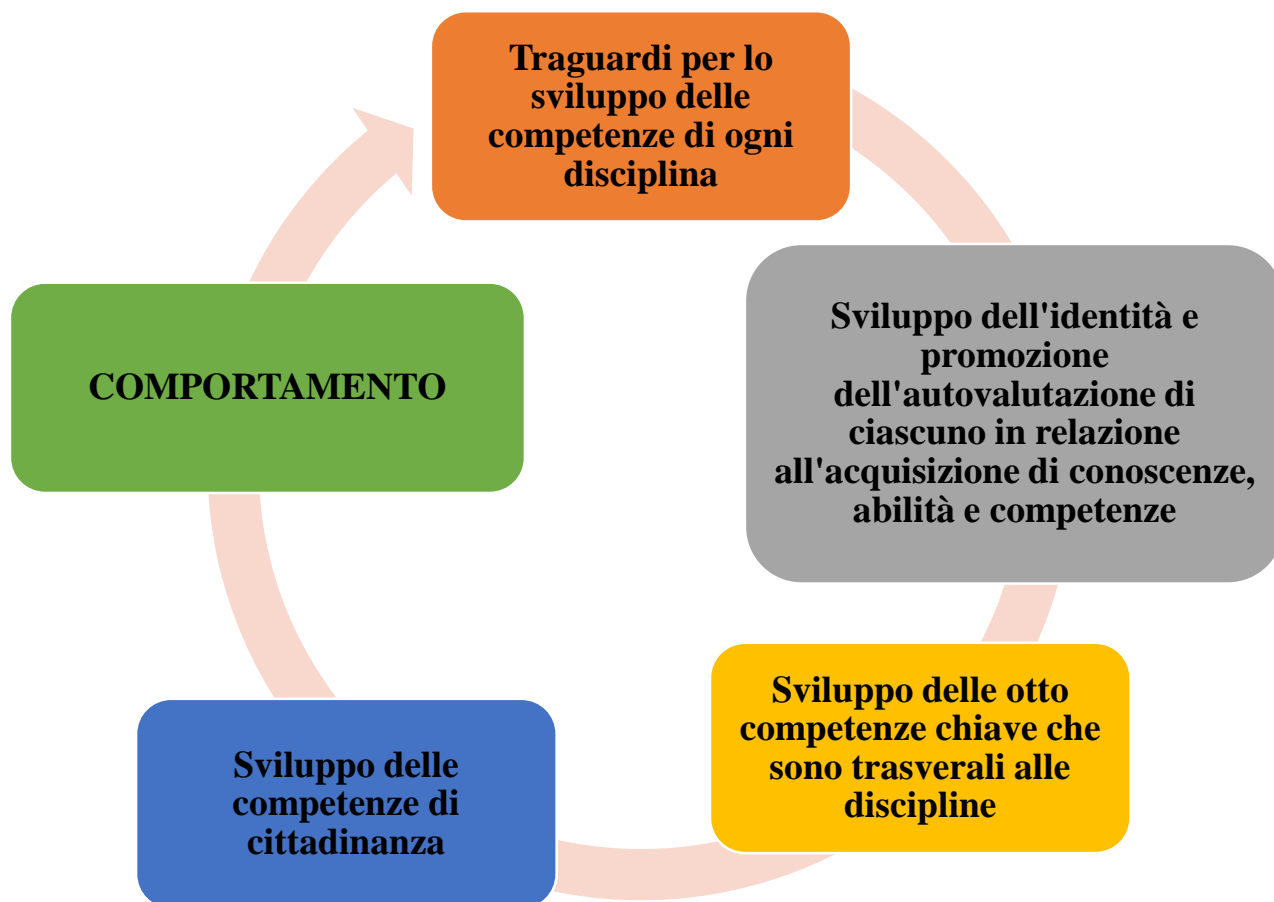 Traguardi per lo
sviluppo delle
competenze di ogni
disciplina
Sviluppo dell'identità e
promozione
dell'autovalutazione di
ciascuno in relazione
all'acquisizione di conoscenze,
abilità e competenze
Sviluppo delle otto
competenze chiave che
sono trasverali alle
discipline
Sviluppo delle
competenze di
cittadinanza
COMPORTAMENTO